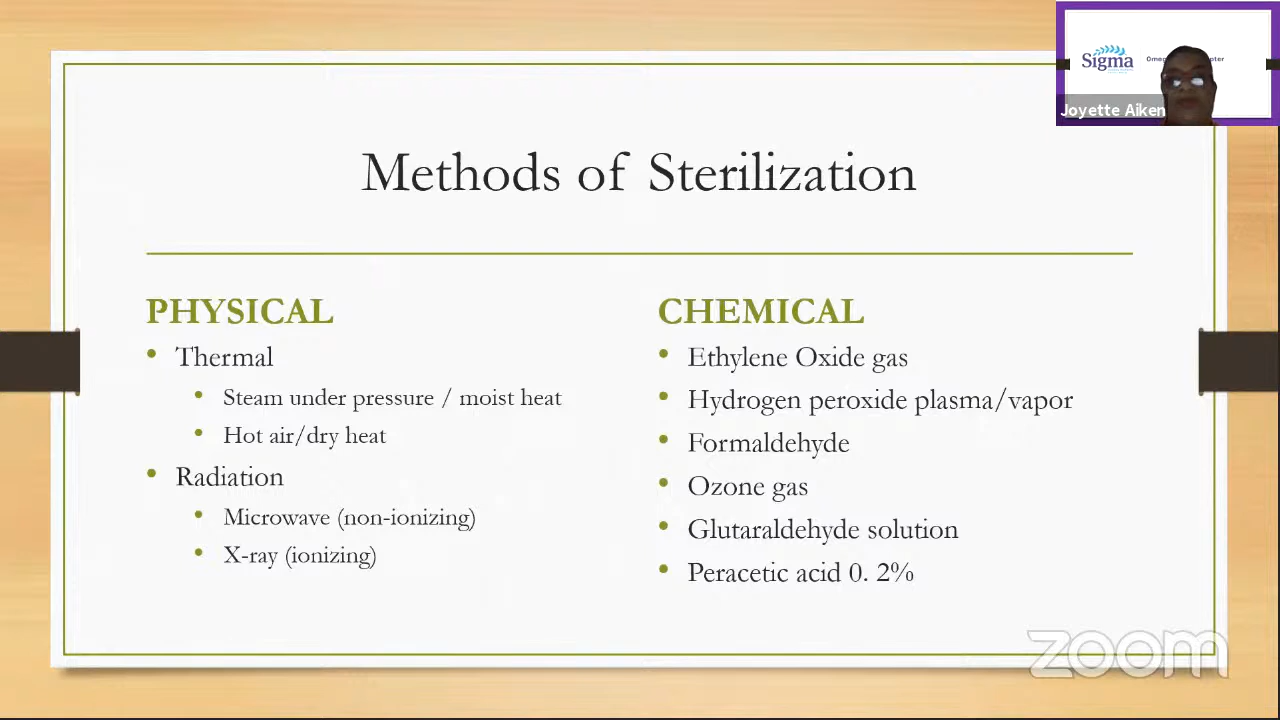 Sigma
Joyette Aiken
Methods of Sterilization
PHYSICAL
• Thermal
• Steam under pressure / moist heat
• Hot air/dry heat
• Radiation
• Microwave (non-ionizing)
• X-ray (ionizing)
CHEMICAL
• Ethylene Oxide gas
• Hydrogen peroxide plasma/vapor
• Formaldehyde
• Ozone gas
• Glutaraldehyde solution
• Peracetic acid 0. 2%
zoom